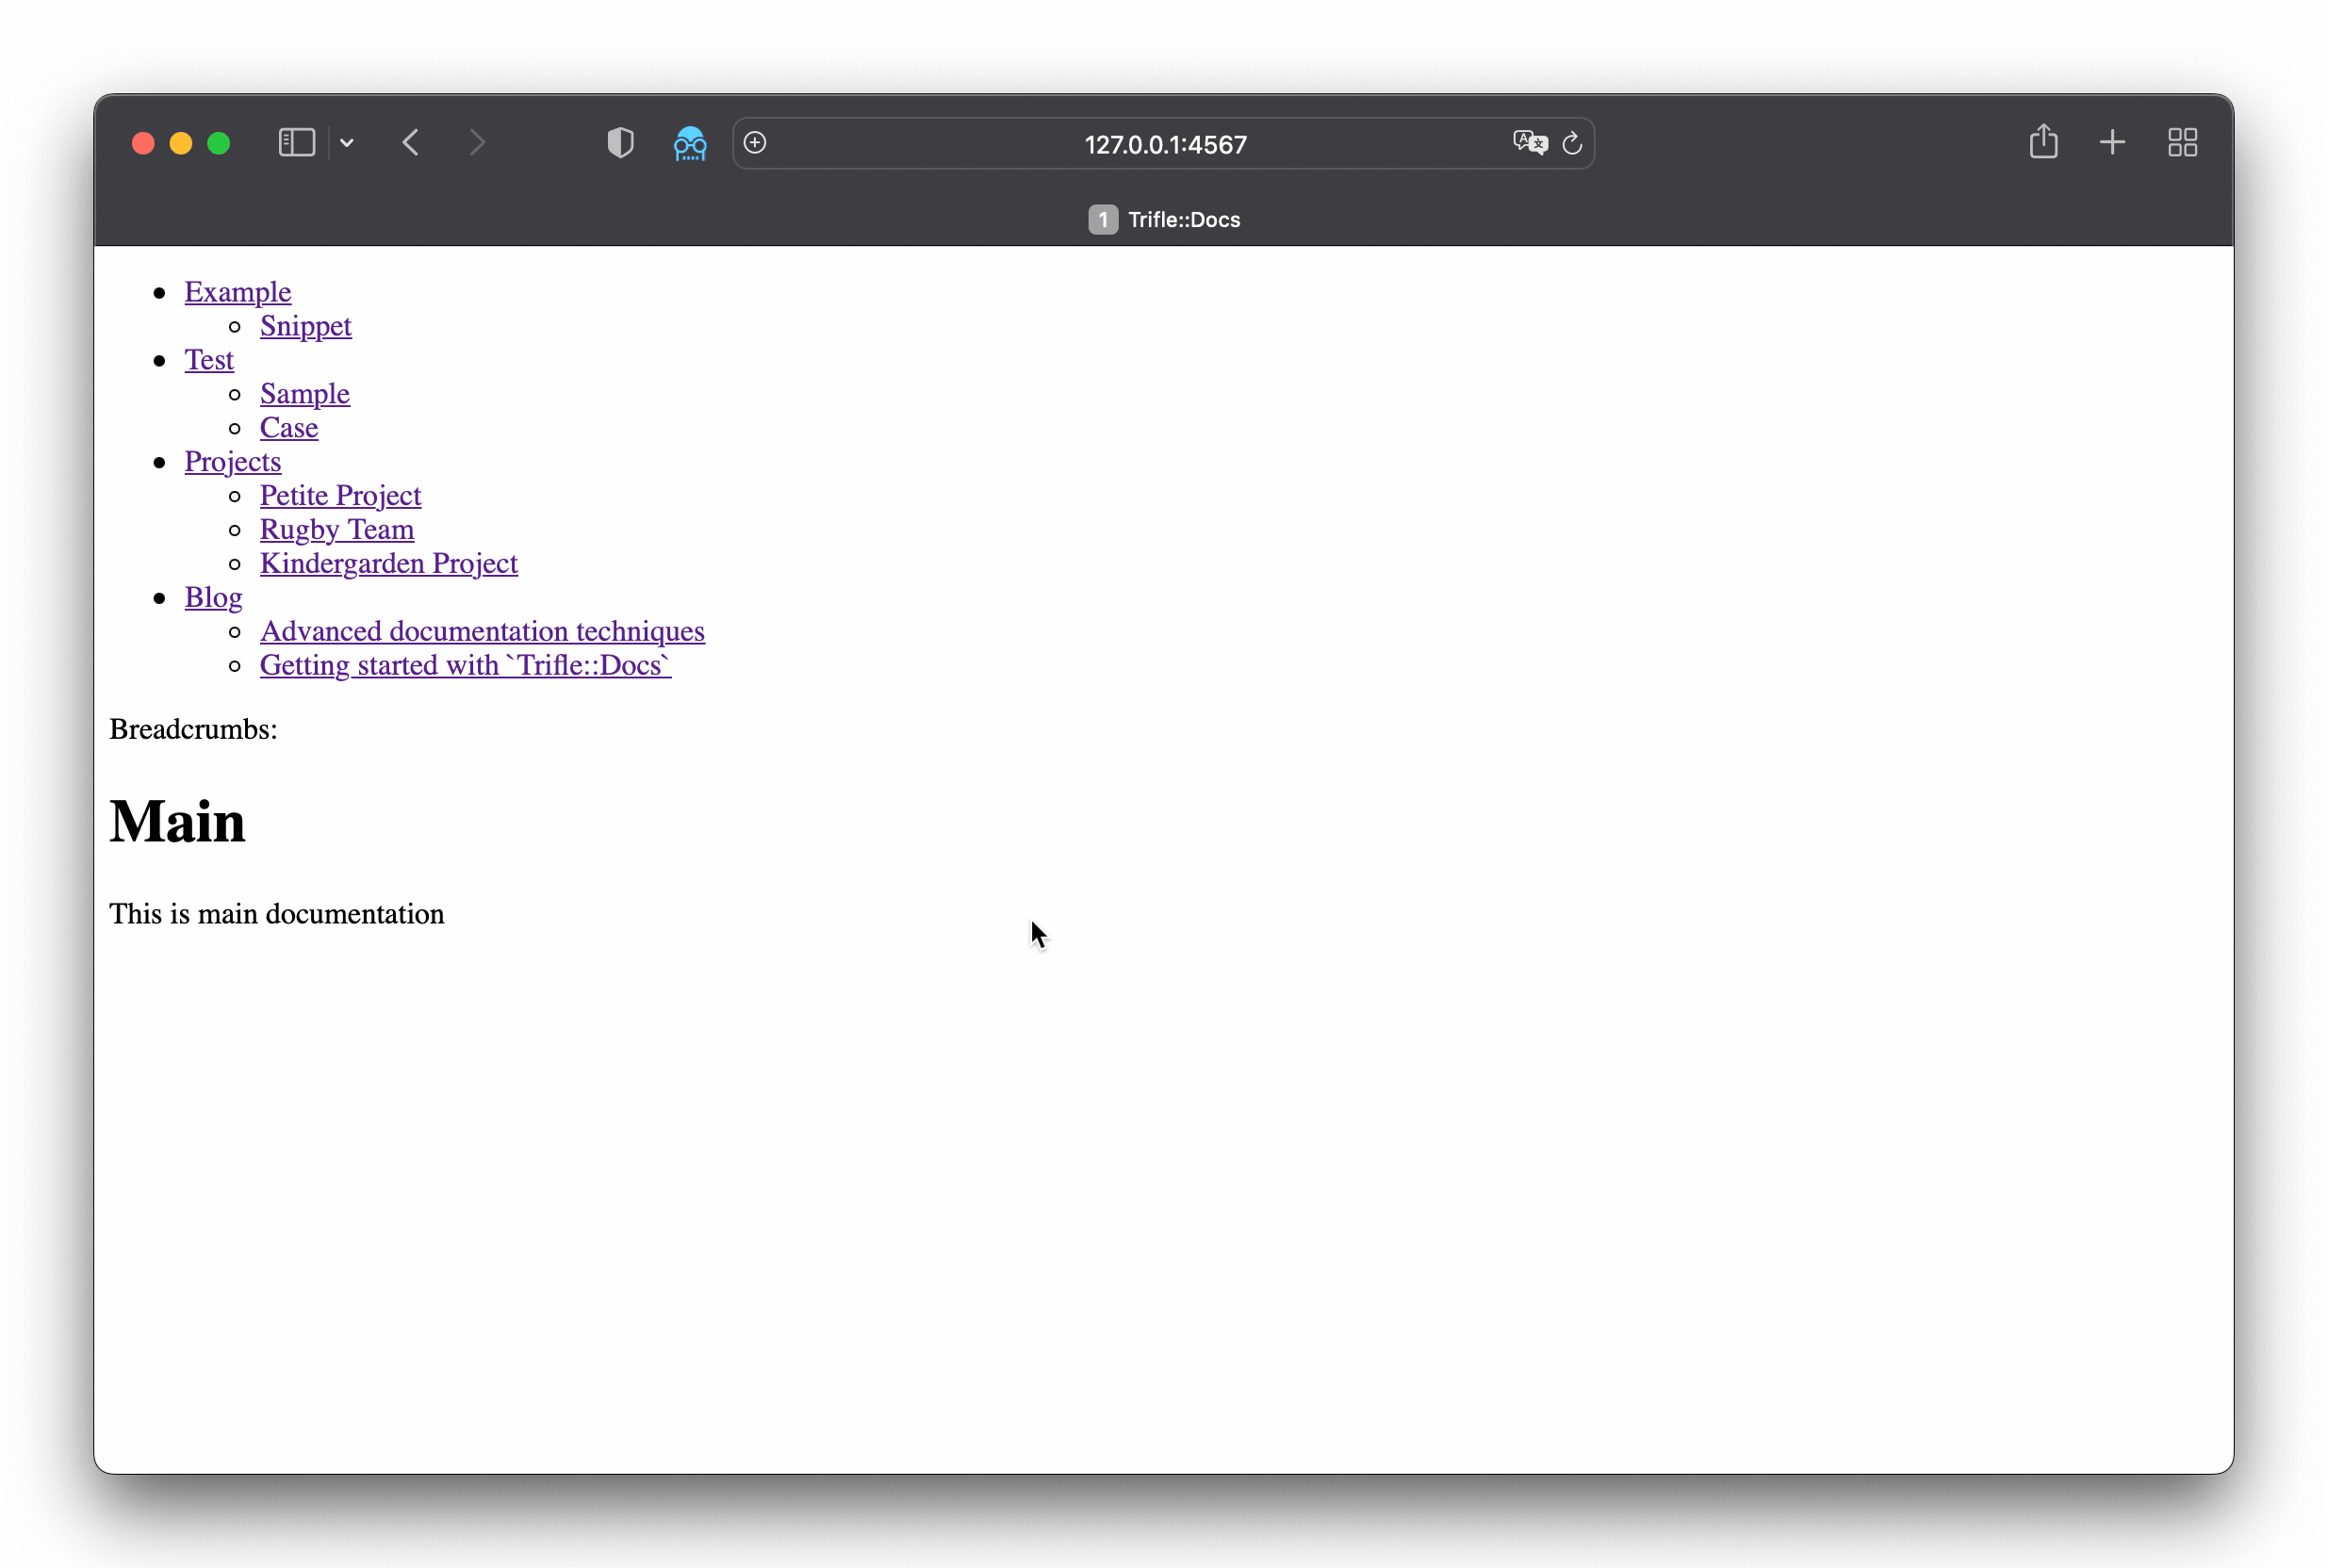 127.0.0.1:4567
1 Trifle::Docs
Example
Snippet
Test
Sample
Case
Projects
Petite Project
Rugby Team
Kindergarden Project
Blog
Advanced documentation techniques
Getting started with `Trifle::Docs`
Breadcrumbs:
Main
This is main documentation